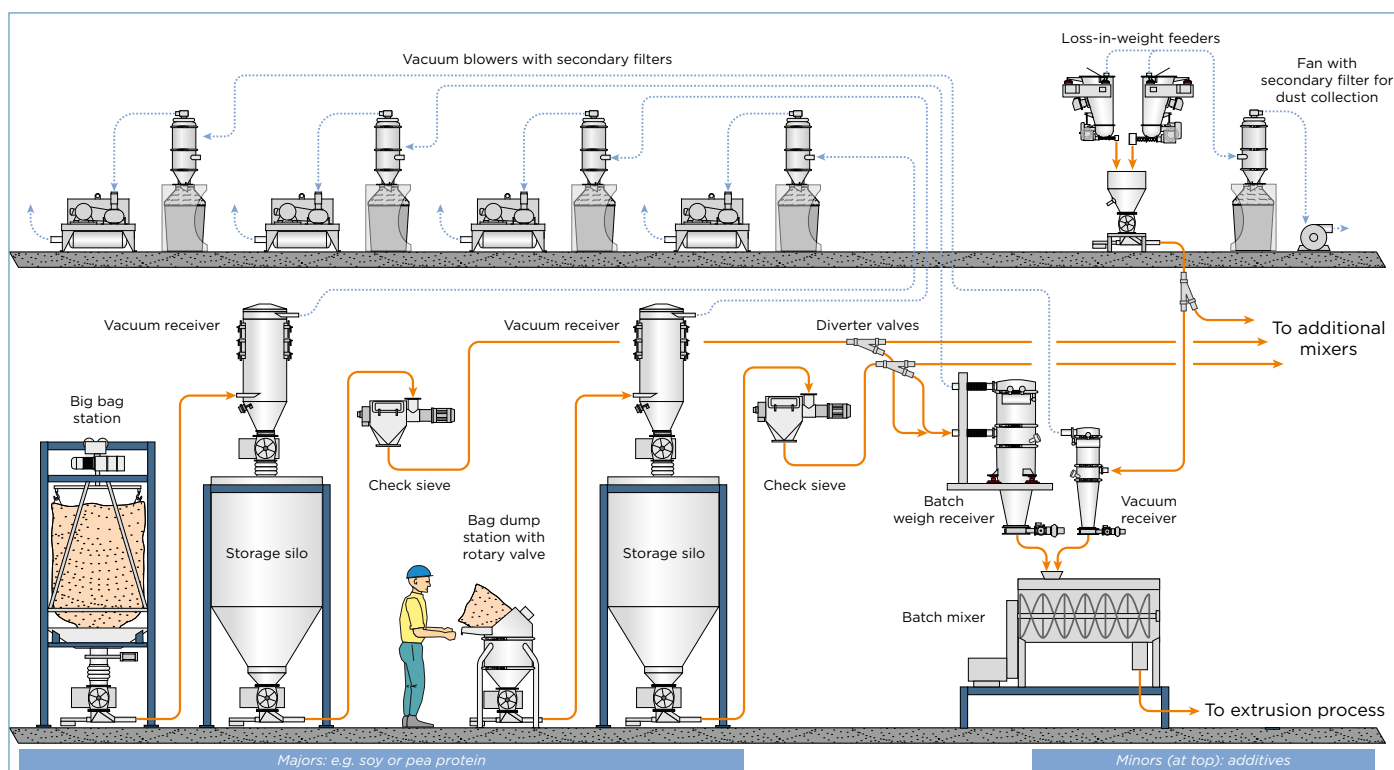 Loss-in-weight feeders
Vacuum blowers with secondary filters
Fan with
secondary filter for
dust collection
Vacuum receiver
Vacuum receiver
Diverter valves
To additional
mixers
Big bag
station
Check sieve
Check sieve
Batch
weigh receiver
Vacuum
receiver
Bag dump
station with
rotary valve
Storage silo
Storage silo
Batch mixer
To extrusion process
Majors: e.g. soy or pea protein
Minors (at top): additives